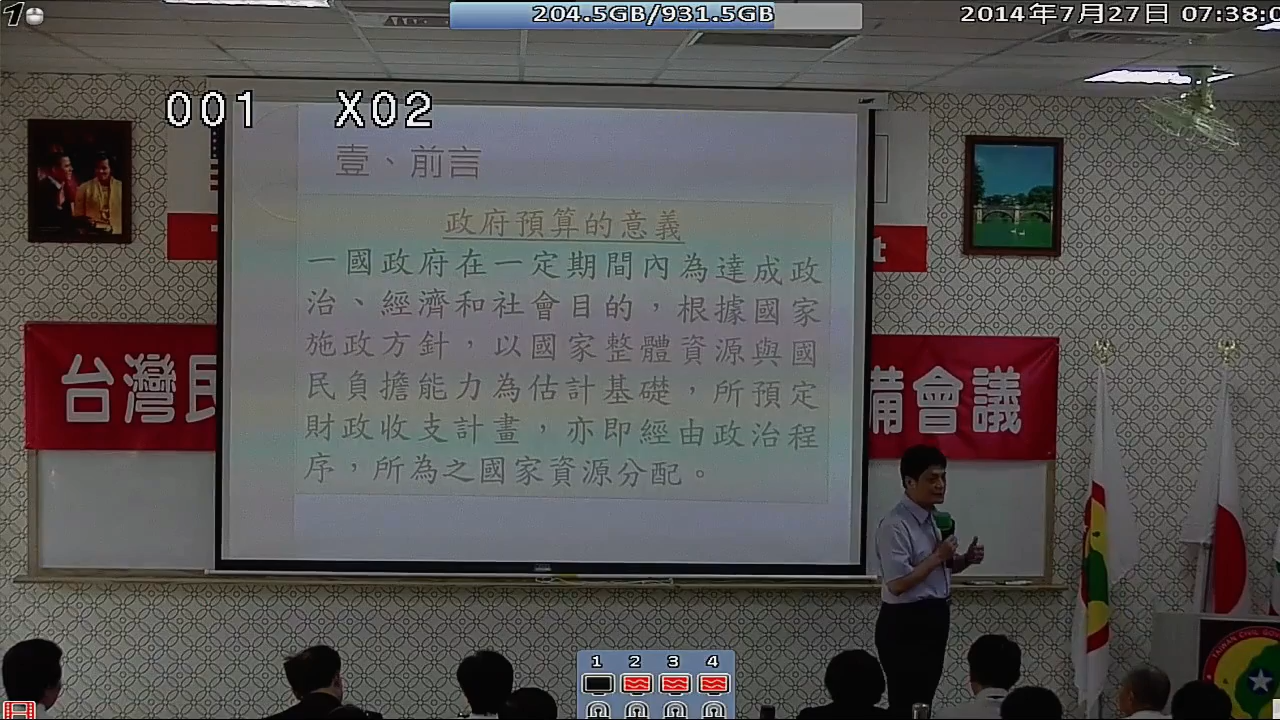 204.5GB/931.5GB
2014年7月27日 07:38:0
001 X02
壹、前言
政府預算的意義
一國政府在一定期間內為達成政
治、經濟和社會目的，根據國家
施政方針，以國家整體資源與國
民負擔能力為估計基礎，所預定
財政收支計畫，亦即經由政治程
序，所為之國家資源分配。
t
台灣民
備會議
1 2 3 4
TAIWAN CIVIL GO